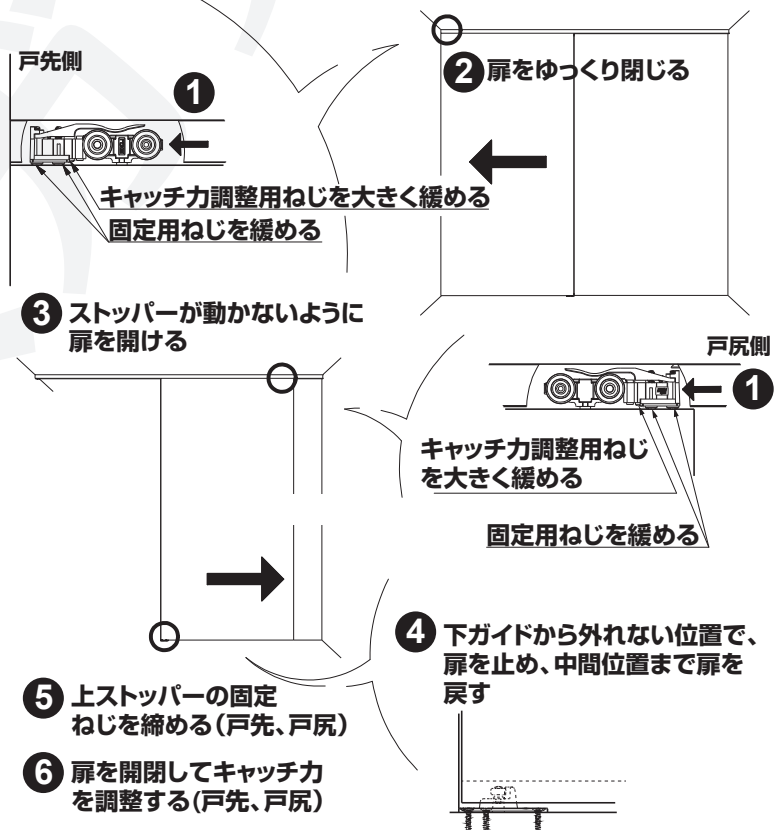 戸先側
❶
キャッチ力調整用ねじを大きく緩める
固定用ねじを緩める
❷ 扉をゆっくり閉じる
❸ ストッパーが動かないように
扉を開ける
戸尻側
❶
キャッチ力調整用ねじ
を大きく緩める
固定用ねじを緩める
❹ 下ガイドから外れない位置で、
扉を止め、中間位置まで扉を
戻す
❺ 上ストッパーの固定
ねじを締める(戸先、戸尻)
❻ 扉を開閉してキャッチ力
を調整する(戸先、戸尻)